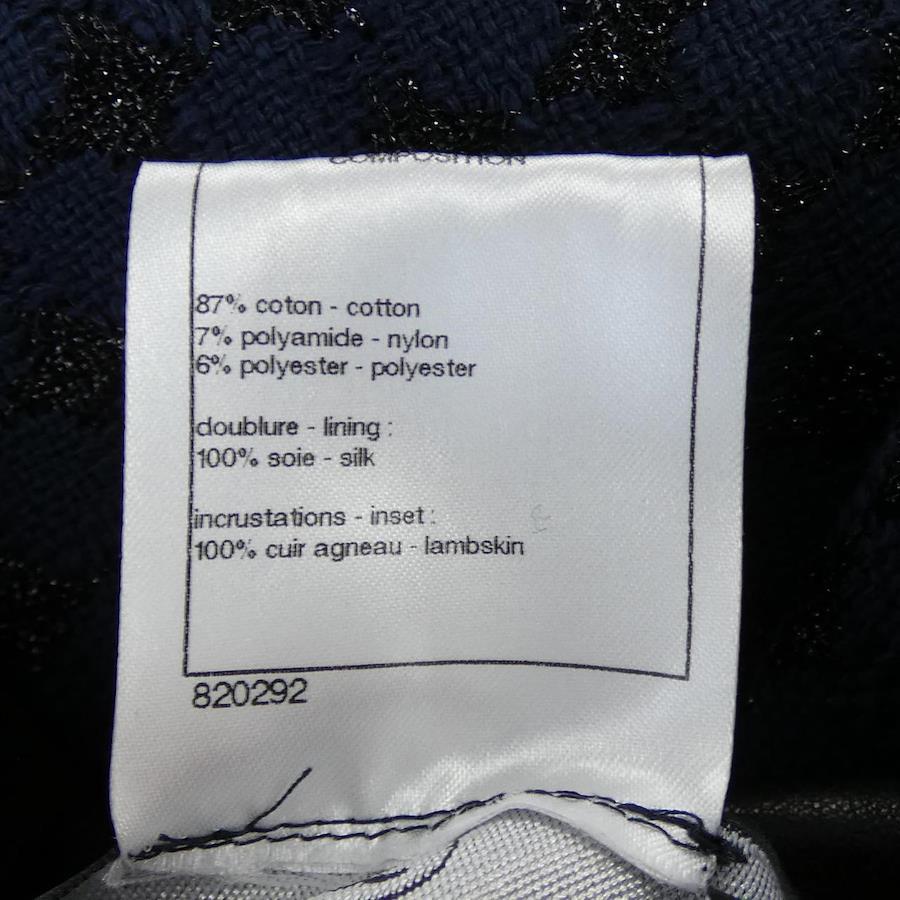 COMPOSITION
87% coton - cotton
7% polyamide - nylon
6% polyester - polyester
doublure - lining :
100% soie - silk
incrustations - inset :
100% cuir agneau - lambskin
820292